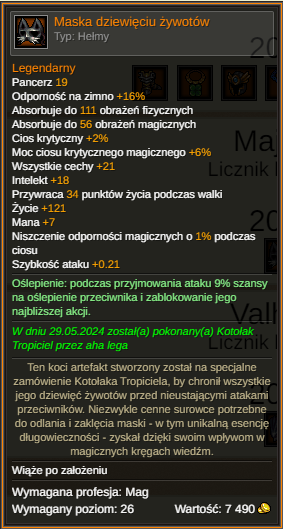 Maska dziewięciu żywotów
Typ: Hełmy
Legendarny
Pancerz 19
Odporność na zimno +16%
Absorbuje do 111 obrażeń fizycznych
Absorbuje do 56 obrażeń magicznych
Cios krytyczny +2%
Moc ciosu krytycznego magicznego +6%
Wszystkie cechy +21
Intelekt +18
Przywraca 34 punktów życia podczas walki
Życie +121
Mana +7
Niszczenie odporności magicznych o 1% podczas
ciosu
Szybkość ataku +0.21
Oślepienie: podczas przyjmowania ataku 9% szansy
na oślepienie przeciwnika i zablokowanie jego
najbliższej akcji.
W dniu 29.05.2024 został(a) pokonany(a) Kotołak
Tropiciel przez aha lega
Ten koci artefakt stworzony został na specjalne
zamówienie Kotołaka Tropiciela, by chronił wszystkie
jego dziewięć żywotów przed nieustającymi atakami
przeciwników. Niezwykle cenne surowce potrzebne
do odlania i zaklęcia maski - w tym unikalną esencję
długowieczności - zyskał dzięki swoim wpływom w
magicznych kręgach wiedźm.
Wiąże po założeniu
Wymagana profesja: Mag
Wymagany poziom: 26 Wartość: 7 490
20
Maj
Licznik
20
Valh
Licznik